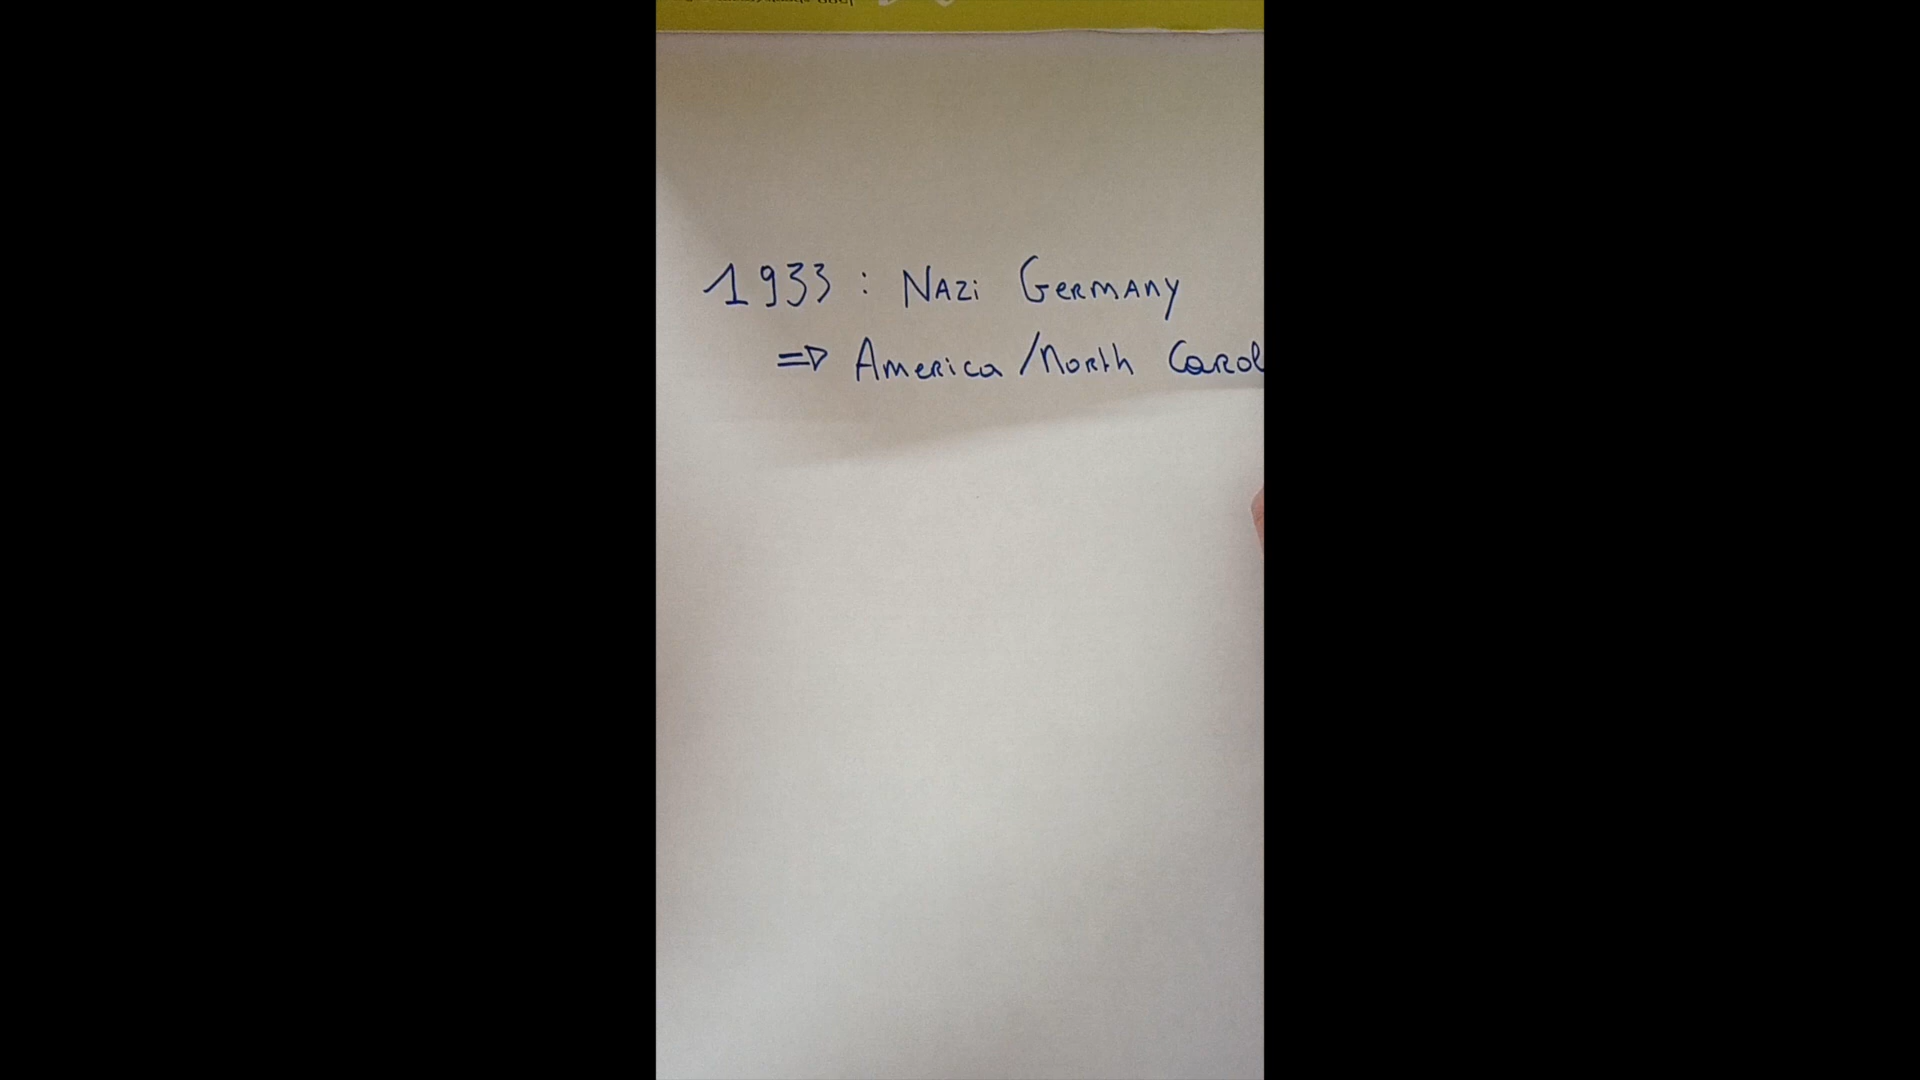 1933 : Nazi Germany
⇒ America/North Carol